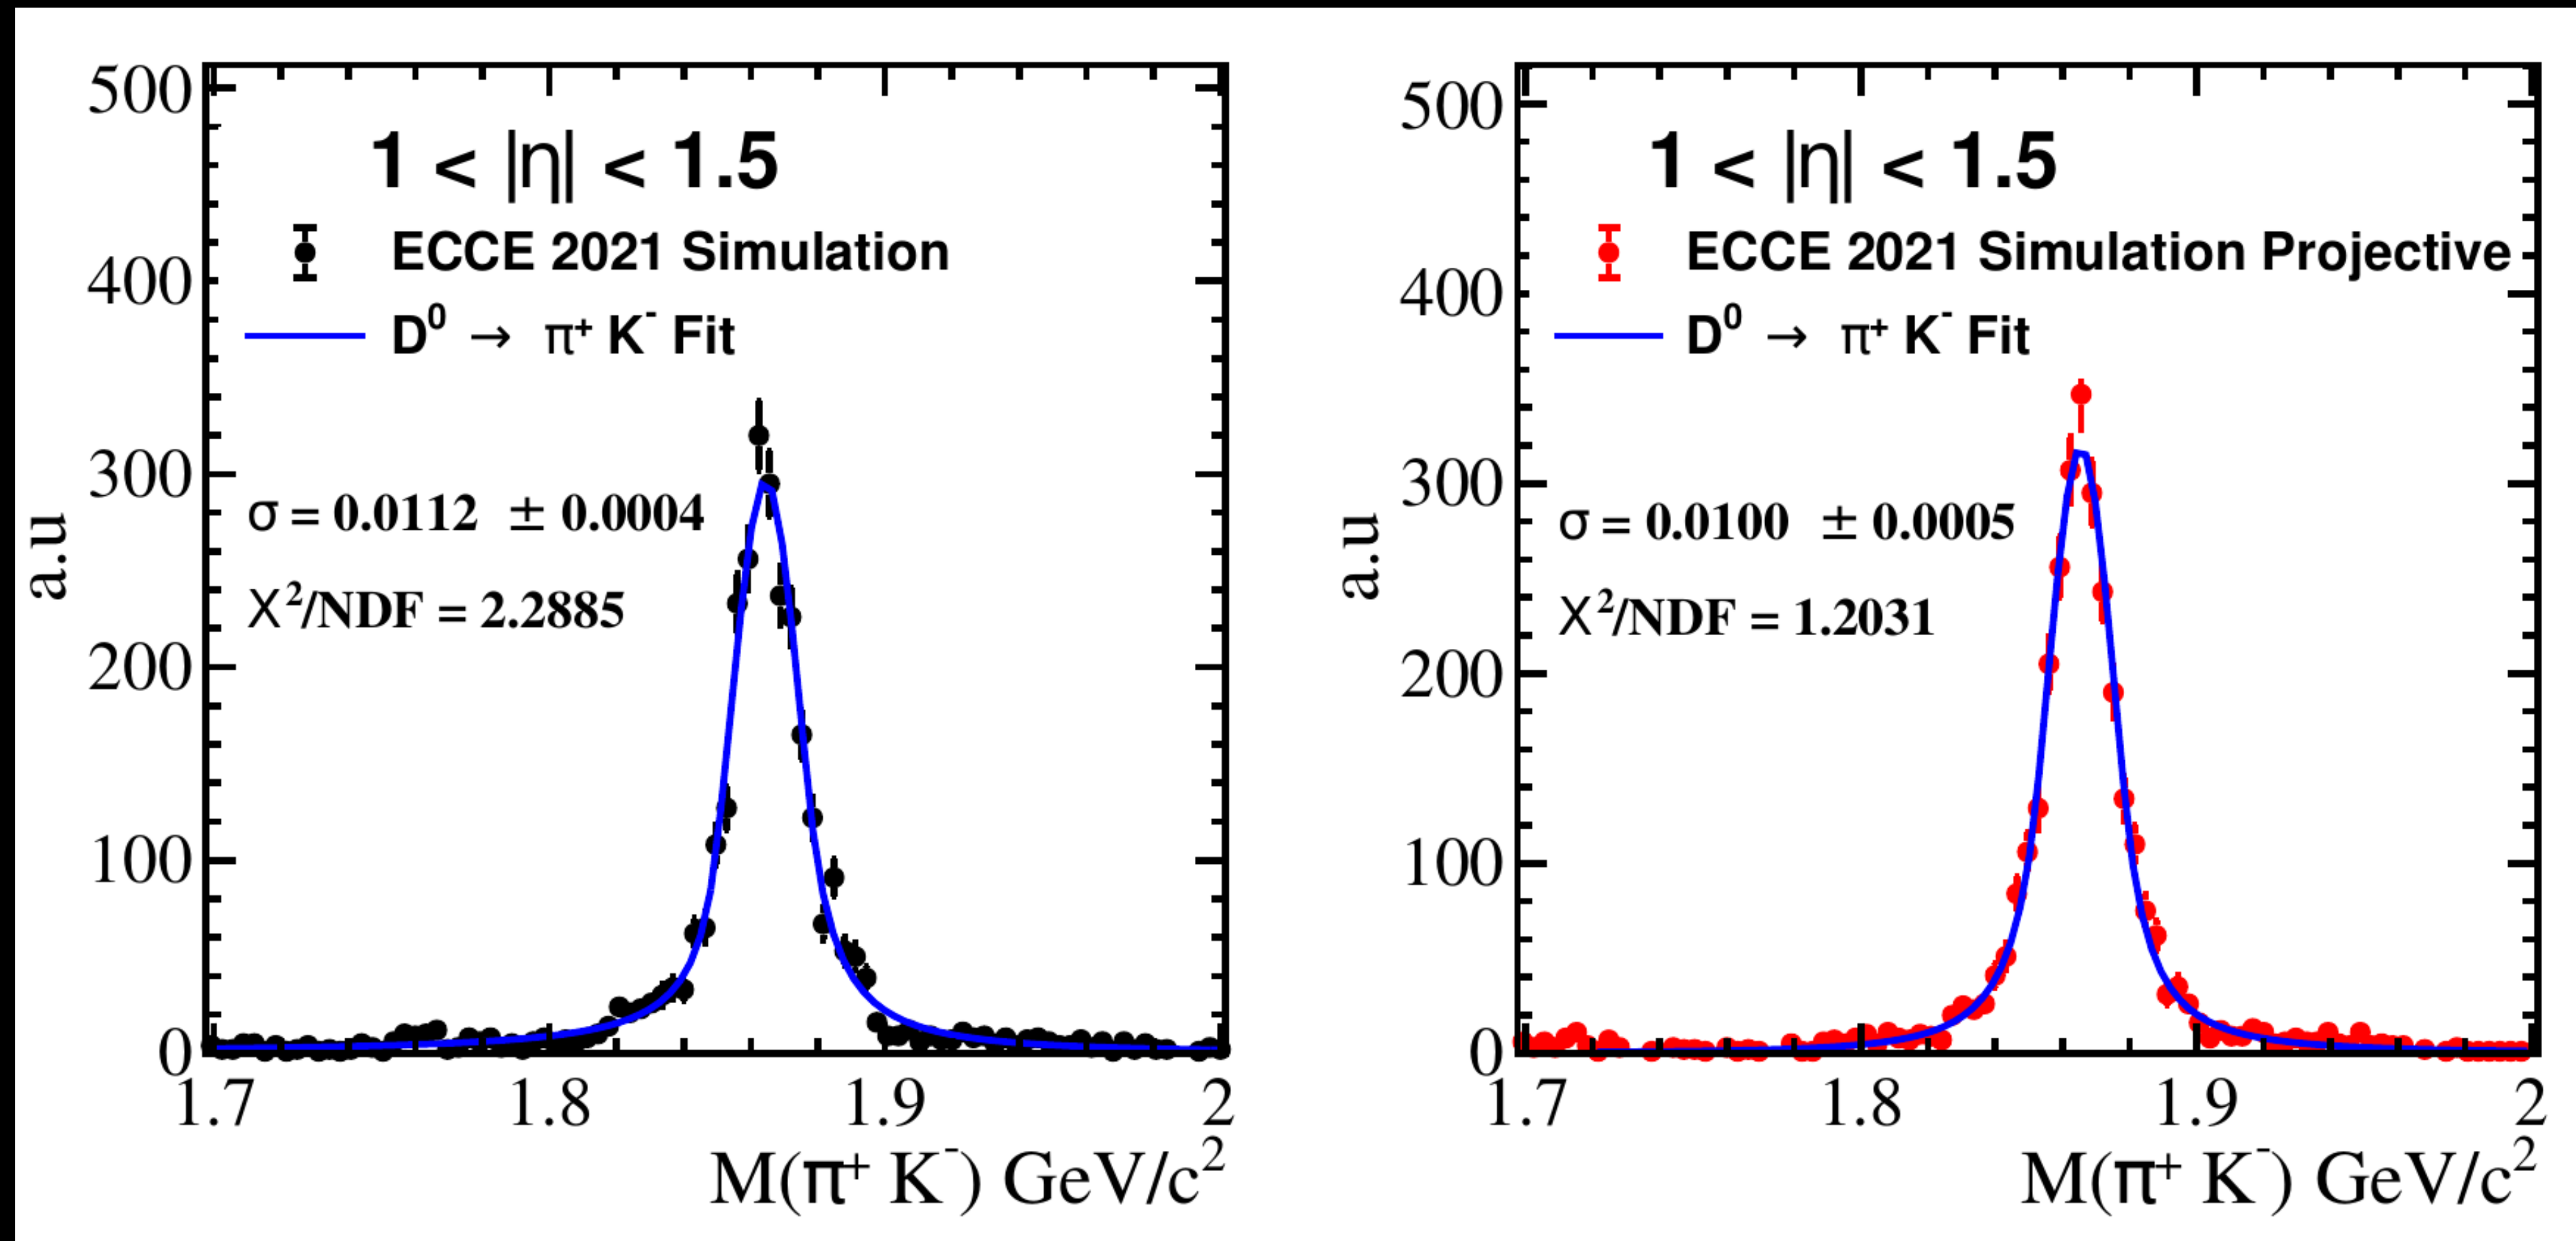 500
400
300
200
100
0
a.u
1 < |η| < 1.5
ECCE 2021 Simulation
D⁰ → π⁺ K⁻ Fit
σ = 0.0112 ± 0.0004
χ²/NDF = 2.2885
1.7 1.8 1.9 2
M(π⁺ K⁻) GeV/c²
500
400
300
200
100
0
a.u
1 < |η| < 1.5
ECCE 2021 Simulation Projective
D⁰ → π⁺ K⁻ Fit
σ = 0.0100 ± 0.0005
χ²/NDF = 1.2031
1.7 1.8 1.9 2
M(π⁺ K⁻) GeV/c²